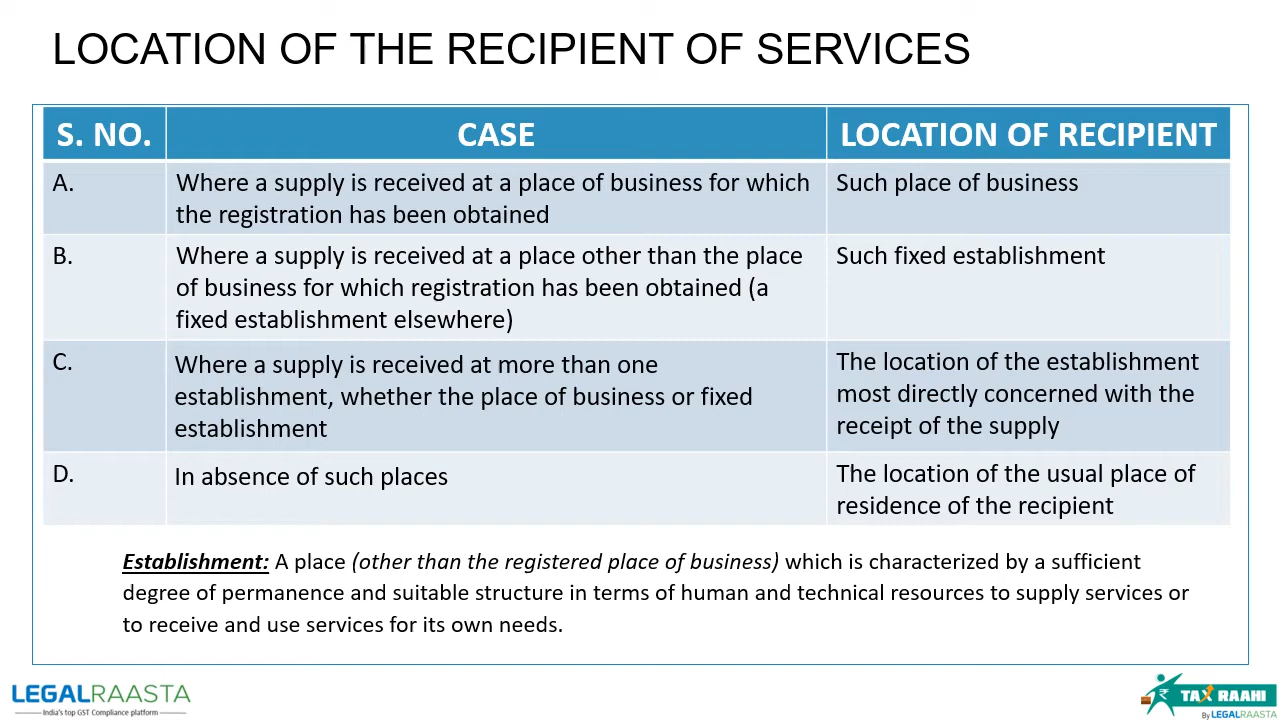 LOCATION OF THE RECIPIENT OF SERVICES
S. NO.
CASE
LOCATION OF RECIPIENT
A.
Where a supply is received at a place of business for which
the registration has been obtained
Such place of business
B.
Where a supply is received at a place other than the place
of business for which registration has been obtained (a
fixed establishment elsewhere)
Such fixed establishment
C.
Where a supply is received at more than one
establishment, whether the place of business or fixed
establishment
The location of the establishment
most directly concerned with the
receipt of the supply
D.
In absence of such places
The location of the usual place of
residence of the recipient
Establishment: A place (other than the registered place of business) which is characterized by a sufficient
degree of permanence and suitable structure in terms of human and technical resources to supply services or
to receive and use services for its own needs.
LEGALRAASTA
India's top GST Compliance platform
₹
TAX RAAHI
By LEGALRAASTA